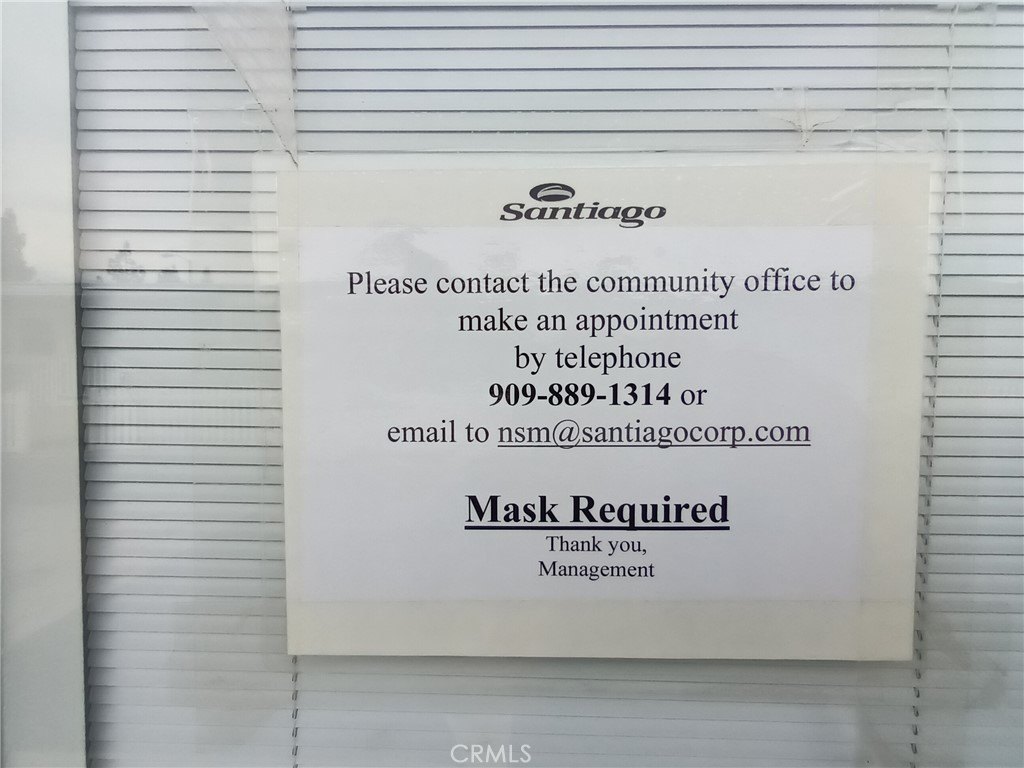 Santiago
Please contact the community office to
make an appointment
by telephone
909-889-1314 or
email to nsm@santiagocorp.com
Mask Required
Thank you,
Management
CRMLS